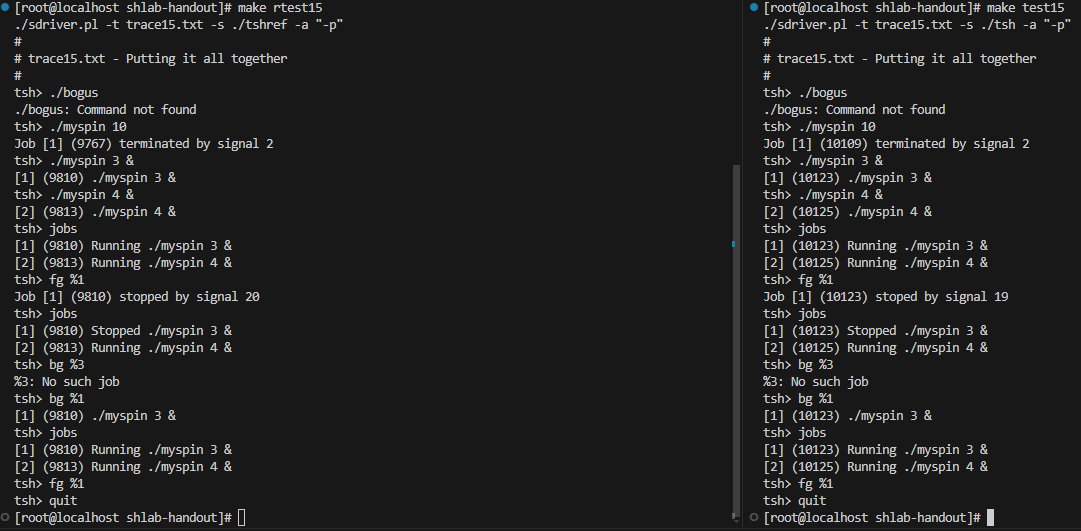 [root@localhost shlab-handout]# make rtest15
./sdriver.pl -t trace15.txt -s ./tshref -a "-p"
#
# trace15.txt - Putting it all together
#
tsh> ./bogus
./bogus: Command not found
tsh> ./myspin 10
Job [1] (9767) terminated by signal 2
tsh> ./myspin 3 &
[1] (9810) ./myspin 3 &
tsh> ./myspin 4 &
[2] (9813) ./myspin 4 &
tsh> jobs
[1] (9810) Running ./myspin 3 &
[2] (9813) Running ./myspin 4 &
tsh> fg %1
Job [1] (9810) stopped by signal 20
tsh> jobs
[1] (9810) Stopped ./myspin 3 &
[2] (9813) Running ./myspin 4 &
tsh> bg %3
%3: No such job
tsh> bg %1
[1] (9810) ./myspin 3 &
tsh> jobs
[1] (9810) Running ./myspin 3 &
[2] (9813) Running ./myspin 4 &
tsh> fg %1
tsh> quit
[root@localhost shlab-handout]#
[root@localhost shlab-handout]# make test15
./sdriver.pl -t trace15.txt -s ./tsh -a "-p"
#
# trace15.txt - Putting it all together
#
tsh> ./bogus
./bogus: Command not found
tsh> ./myspin 10
Job [1] (10109) terminated by signal 2
tsh> ./myspin 3 &
[1] (10123) ./myspin 3 &
tsh> ./myspin 4 &
[2] (10125) ./myspin 4 &
tsh> jobs
[1] (10123) Running ./myspin 3 &
[2] (10125) Running ./myspin 4 &
tsh> fg %1
Job [1] (10123) stoped by signal 19
tsh> jobs
[1] (10123) Stopped ./myspin 3 &
[2] (10125) Running ./myspin 4 &
tsh> bg %3
%3: No such job
tsh> bg %1
[1] (10123) ./myspin 3 &
tsh> jobs
[1] (10123) Running ./myspin 3 &
[2] (10125) Running ./myspin 4 &
tsh> fg %1
tsh> quit
[root@localhost shlab-handout]#